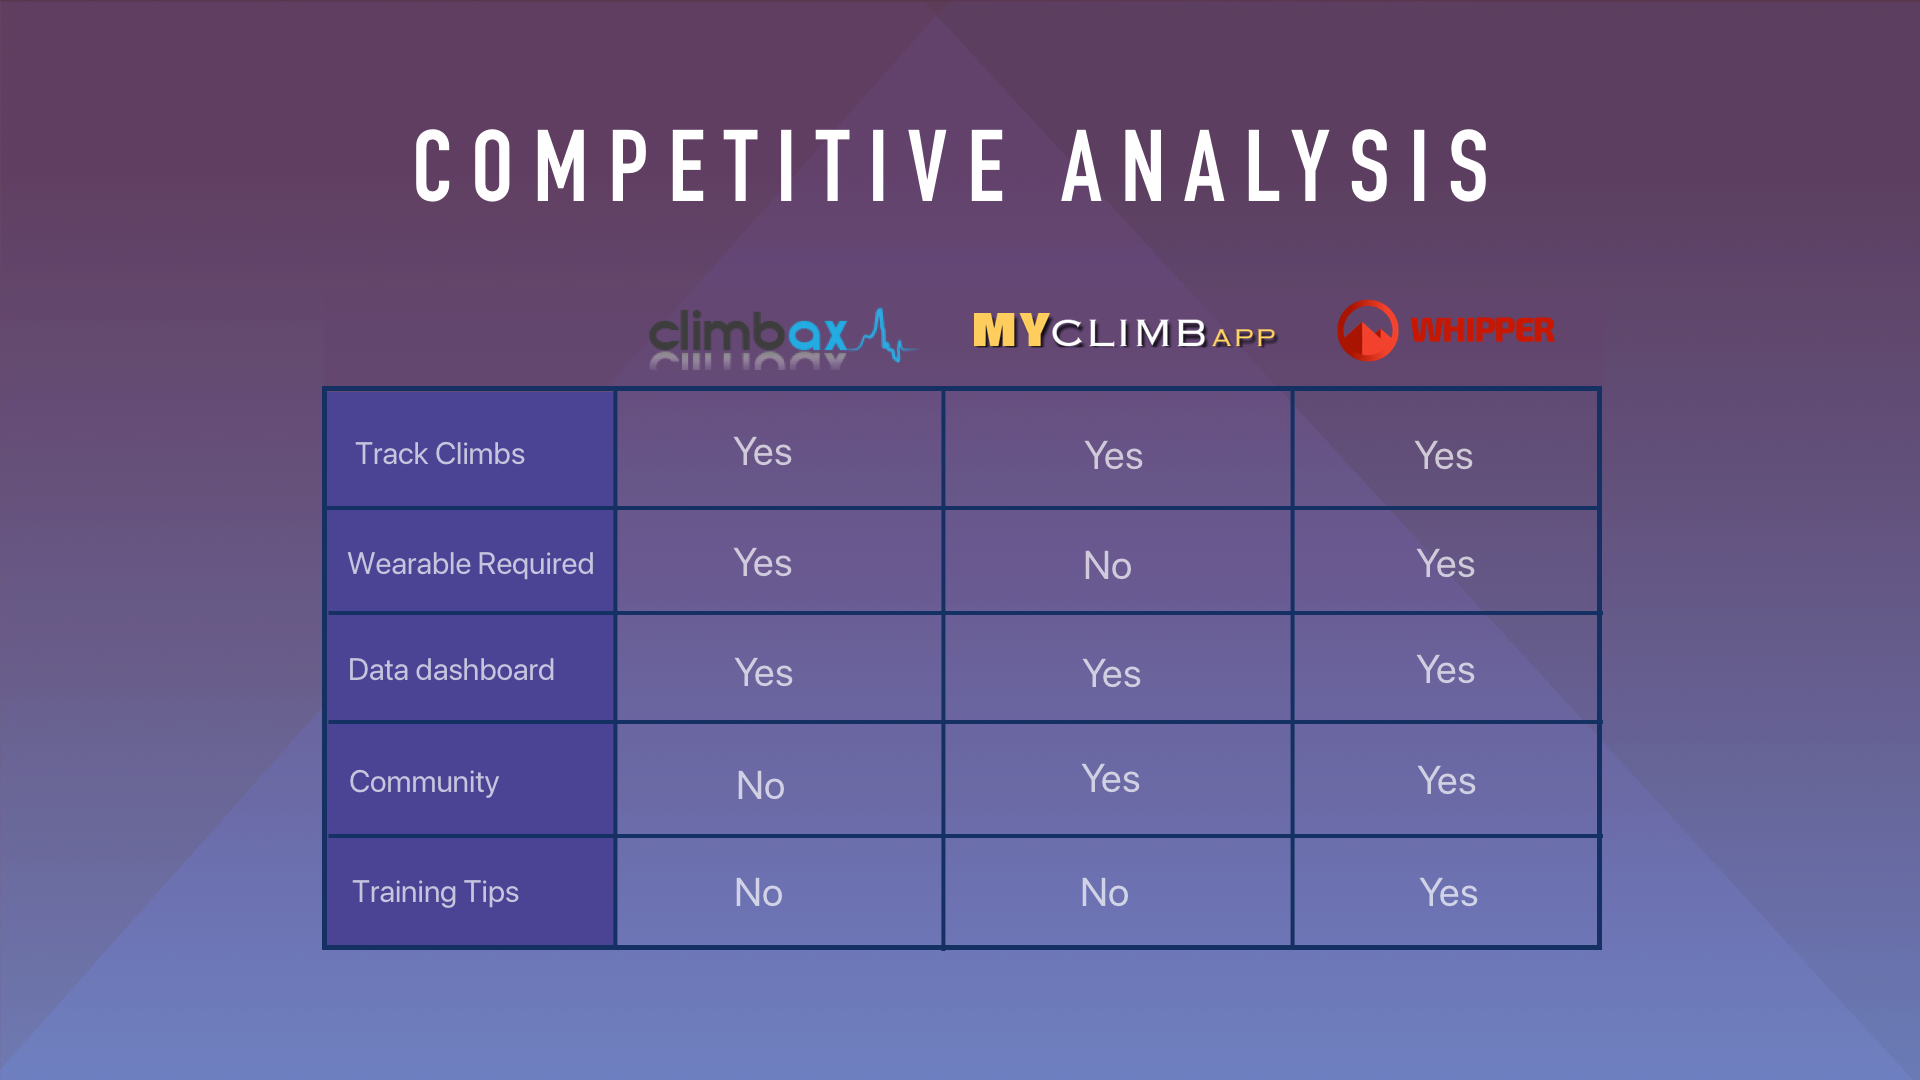 COMPETITIVE ANALYSIS
climbax MYCLIMBAPP WHIPPER
Track Climbs Yes Yes Yes
Wearable Required Yes No Yes
Data dashboard Yes Yes Yes
Community No Yes Yes
Training Tips No No Yes